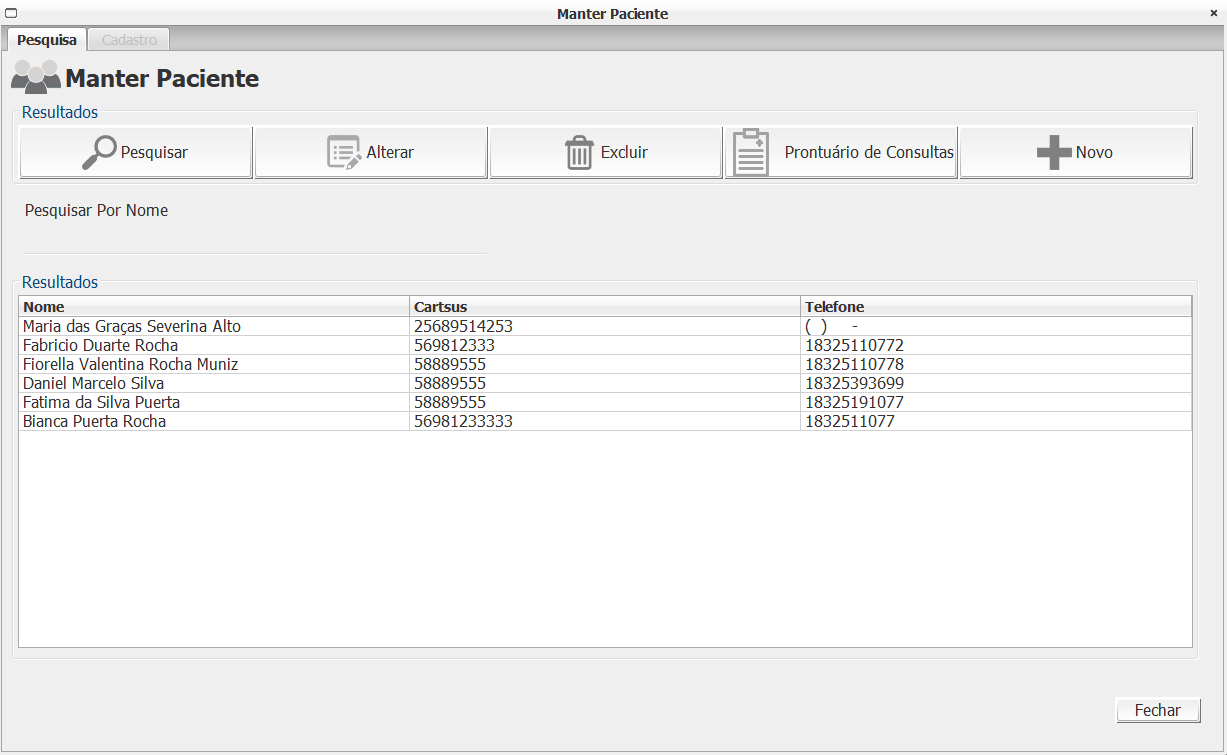 Manter Paciente
Pesquisa Cadastro
Manter Paciente
Resultados
Pesquisar Alterar Excluir Prontuário de Consultas Novo
Pesquisar Por Nome
Resultados
Nome Cartsus Telefone
Maria das Graças Severina Alto 25689514253 ( ) -
Fabricio Duarte Rocha 569812333 18325110772
Fiorella Valentina Rocha Muniz 58889555 18325110778
Daniel Marcelo Silva 58889555 18325393699
Fatima da Silva Puerta 58889555 18325191077
Bianca Puerta Rocha 56981233333 1832511077
Fechar